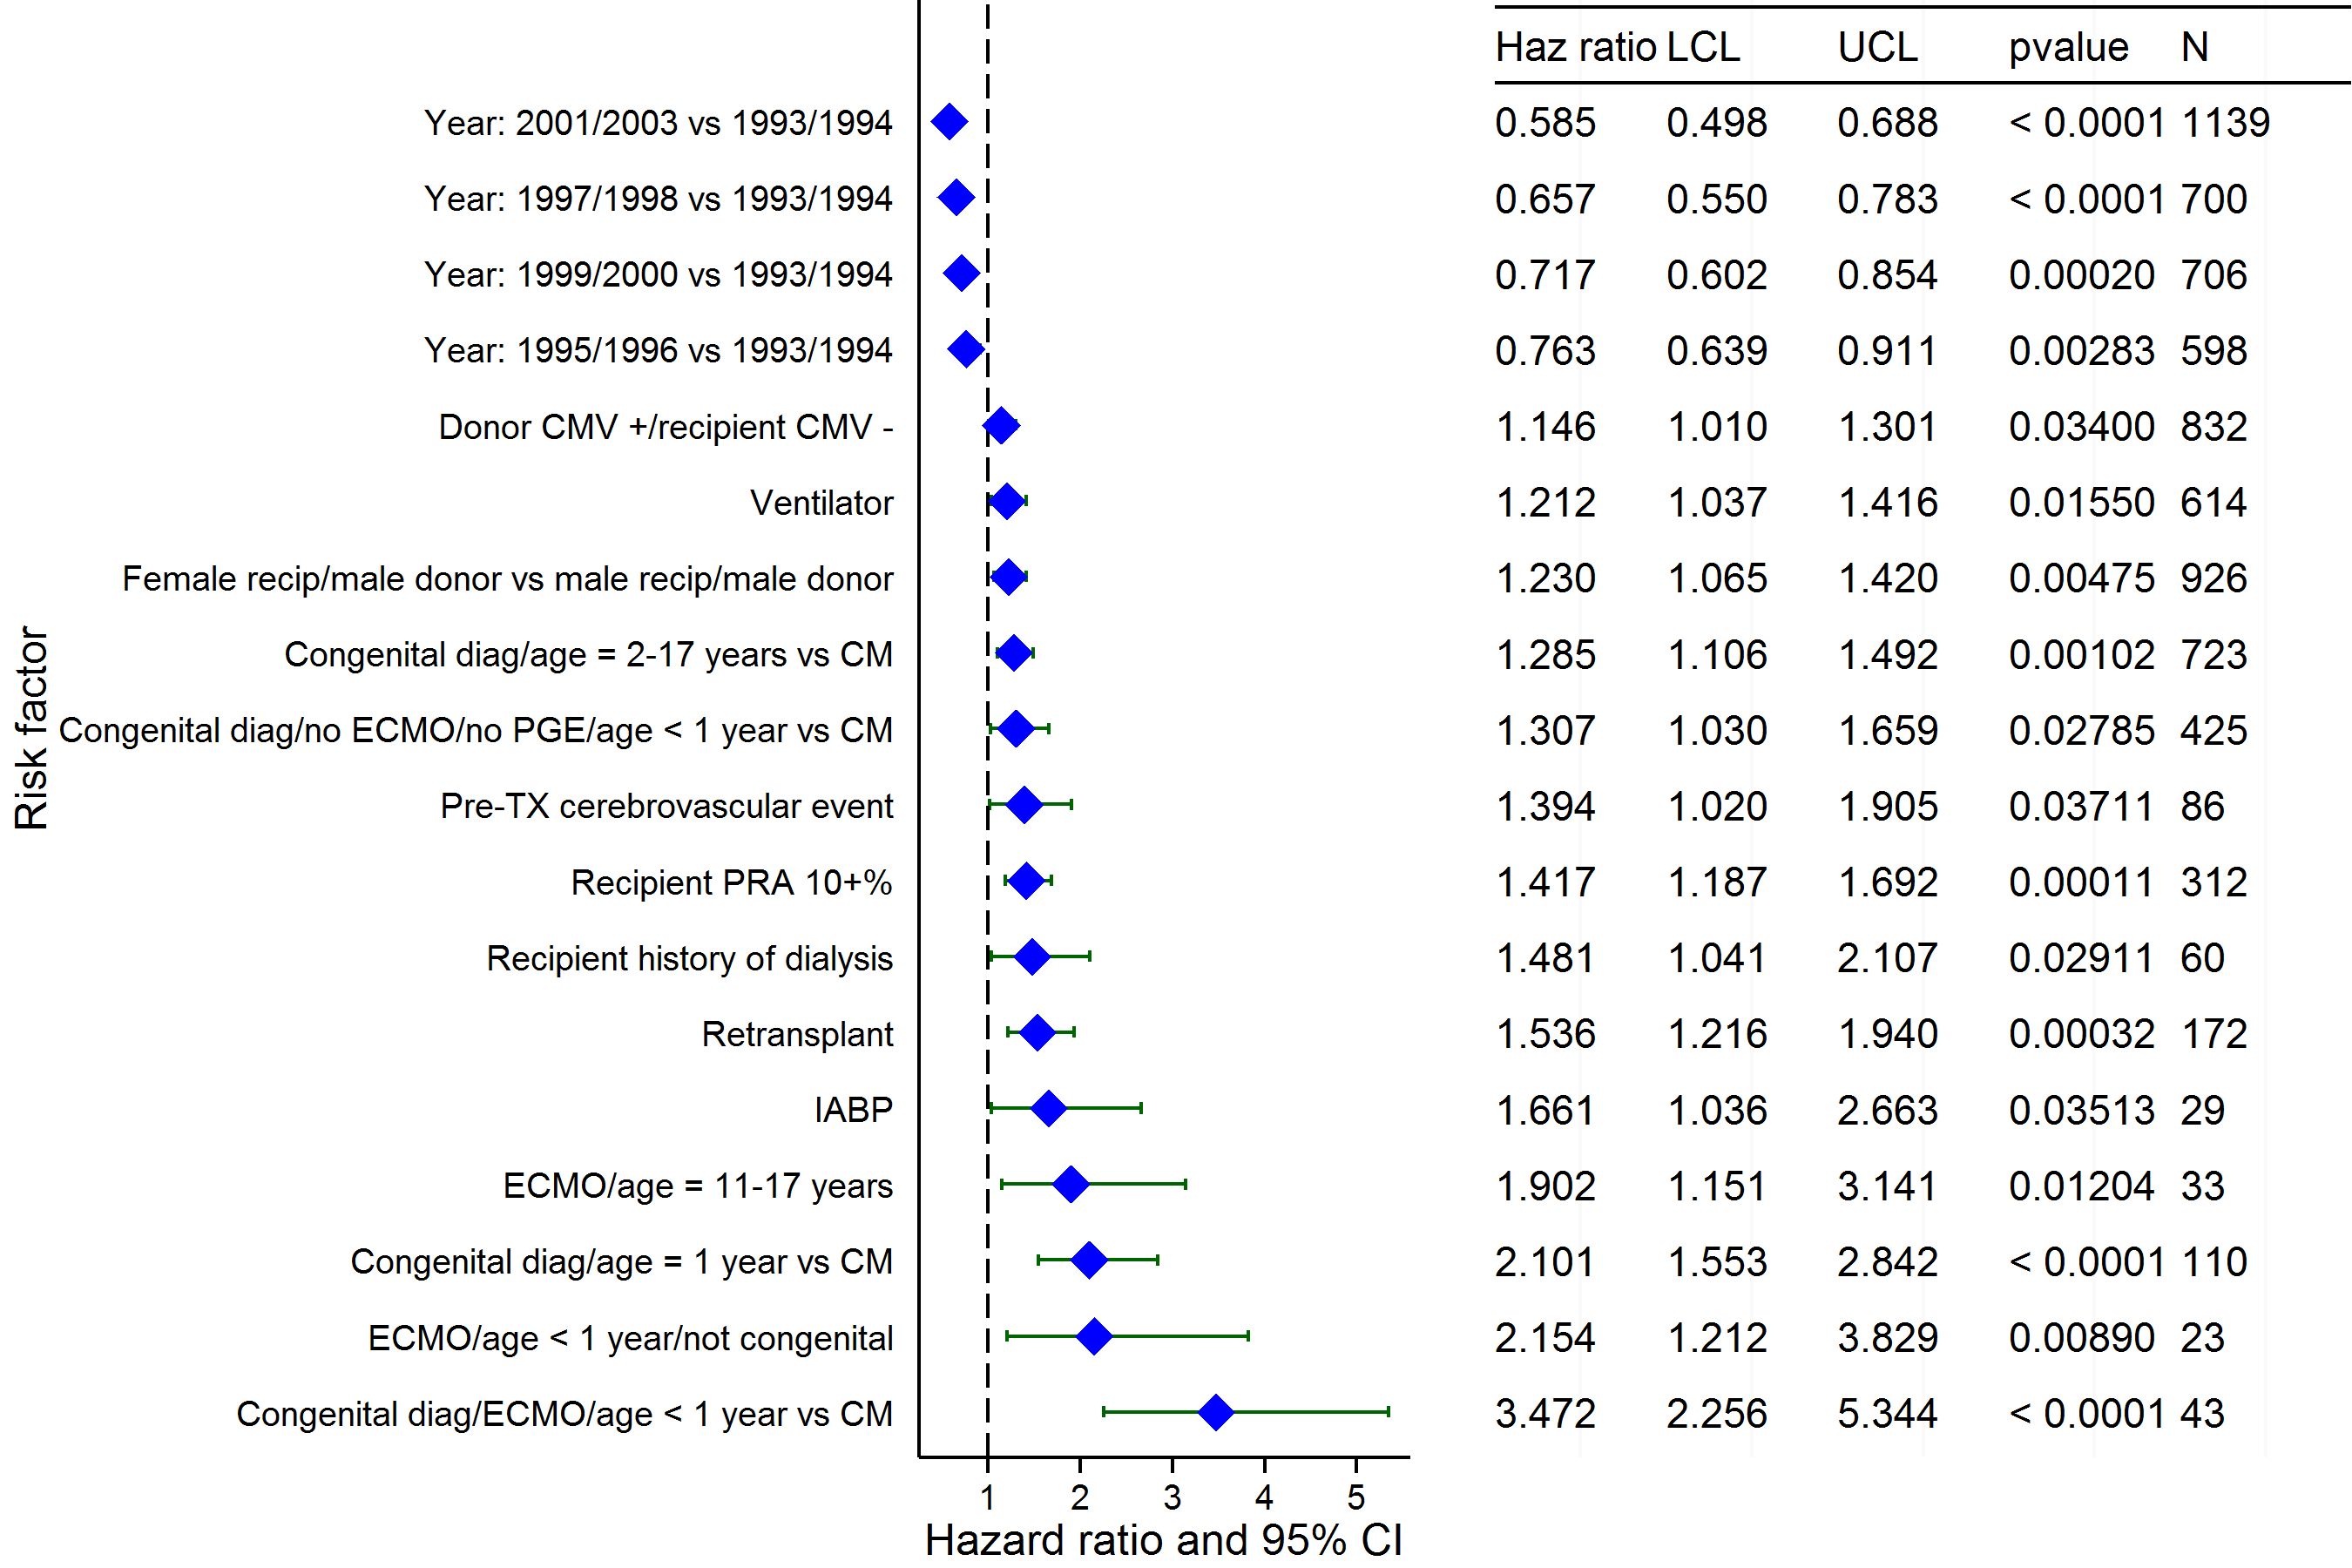 Haz ratio LCL UCL pvalue N
Year: 2001/2003 vs 1993/1994 0.585 0.498 0.688 < 0.0001 1139
Year: 1997/1998 vs 1993/1994 0.657 0.550 0.783 < 0.0001 700
Year: 1999/2000 vs 1993/1994 0.717 0.602 0.854 0.00020 706
Year: 1995/1996 vs 1993/1994 0.763 0.639 0.911 0.00283 598
Donor CMV +/recipient CMV - 1.146 1.010 1.301 0.03400 832
Ventilator 1.212 1.037 1.416 0.01550 614
Female recip/male donor vs male recip/male donor 1.230 1.065 1.420 0.00475 926
Congenital diag/age = 2-17 years vs CM 1.285 1.106 1.492 0.00102 723
Congenital diag/no ECMO/no PGE/age < 1 year vs CM 1.307 1.030 1.659 0.02785 425
Pre-TX cerebrovascular event 1.394 1.020 1.905 0.03711 86
Recipient PRA 10+% 1.417 1.187 1.692 0.00011 312
Recipient history of dialysis 1.481 1.041 2.107 0.02911 60
Retransplant 1.536 1.216 1.940 0.00032 172
IABP 1.661 1.036 2.663 0.03513 29
ECMO/age = 11-17 years 1.902 1.151 3.141 0.01204 33
Congenital diag/age = 1 year vs CM 2.101 1.553 2.842 < 0.0001 110
ECMO/age < 1 year/not congenital 2.154 1.212 3.829 0.00890 23
Congenital diag/ECMO/age < 1 year vs CM 3.472 2.256 5.344 < 0.0001 43
Risk factor
1 2 3 4 5
Hazard ratio and 95% CI